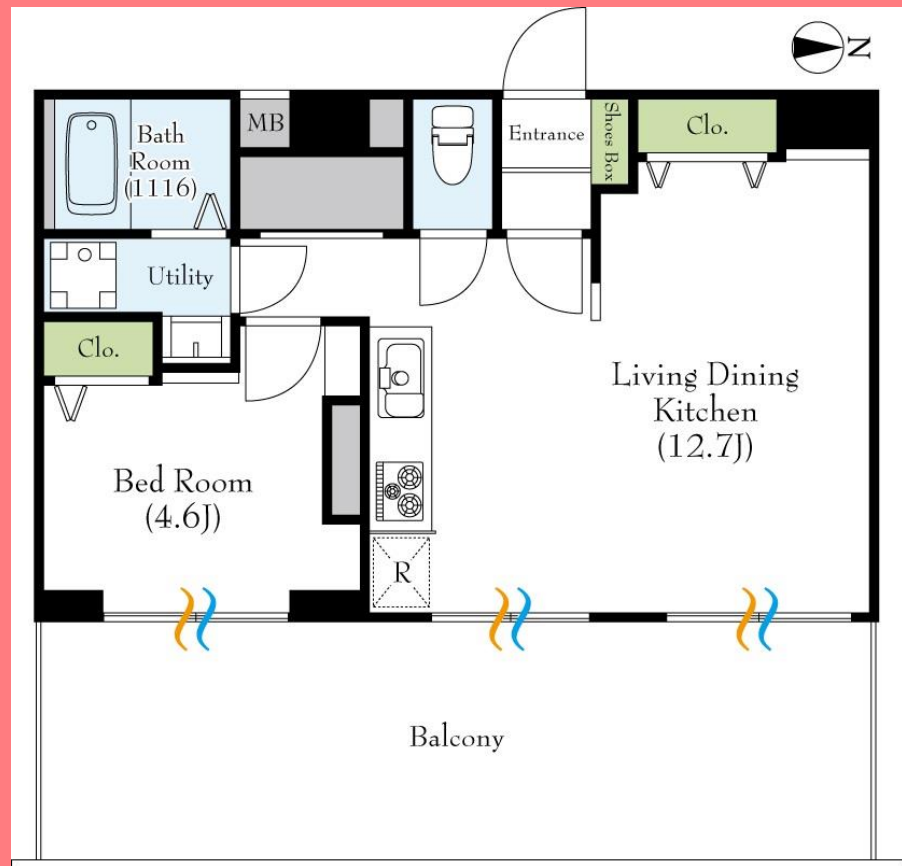 N
Bath
Room
(1116)
MB
Entrance
Shoes Box
Clo.
Utility
Clo.
Living Dining
Kitchen
(12.7J)
Bed Room
(4.6J)
R
Balcony